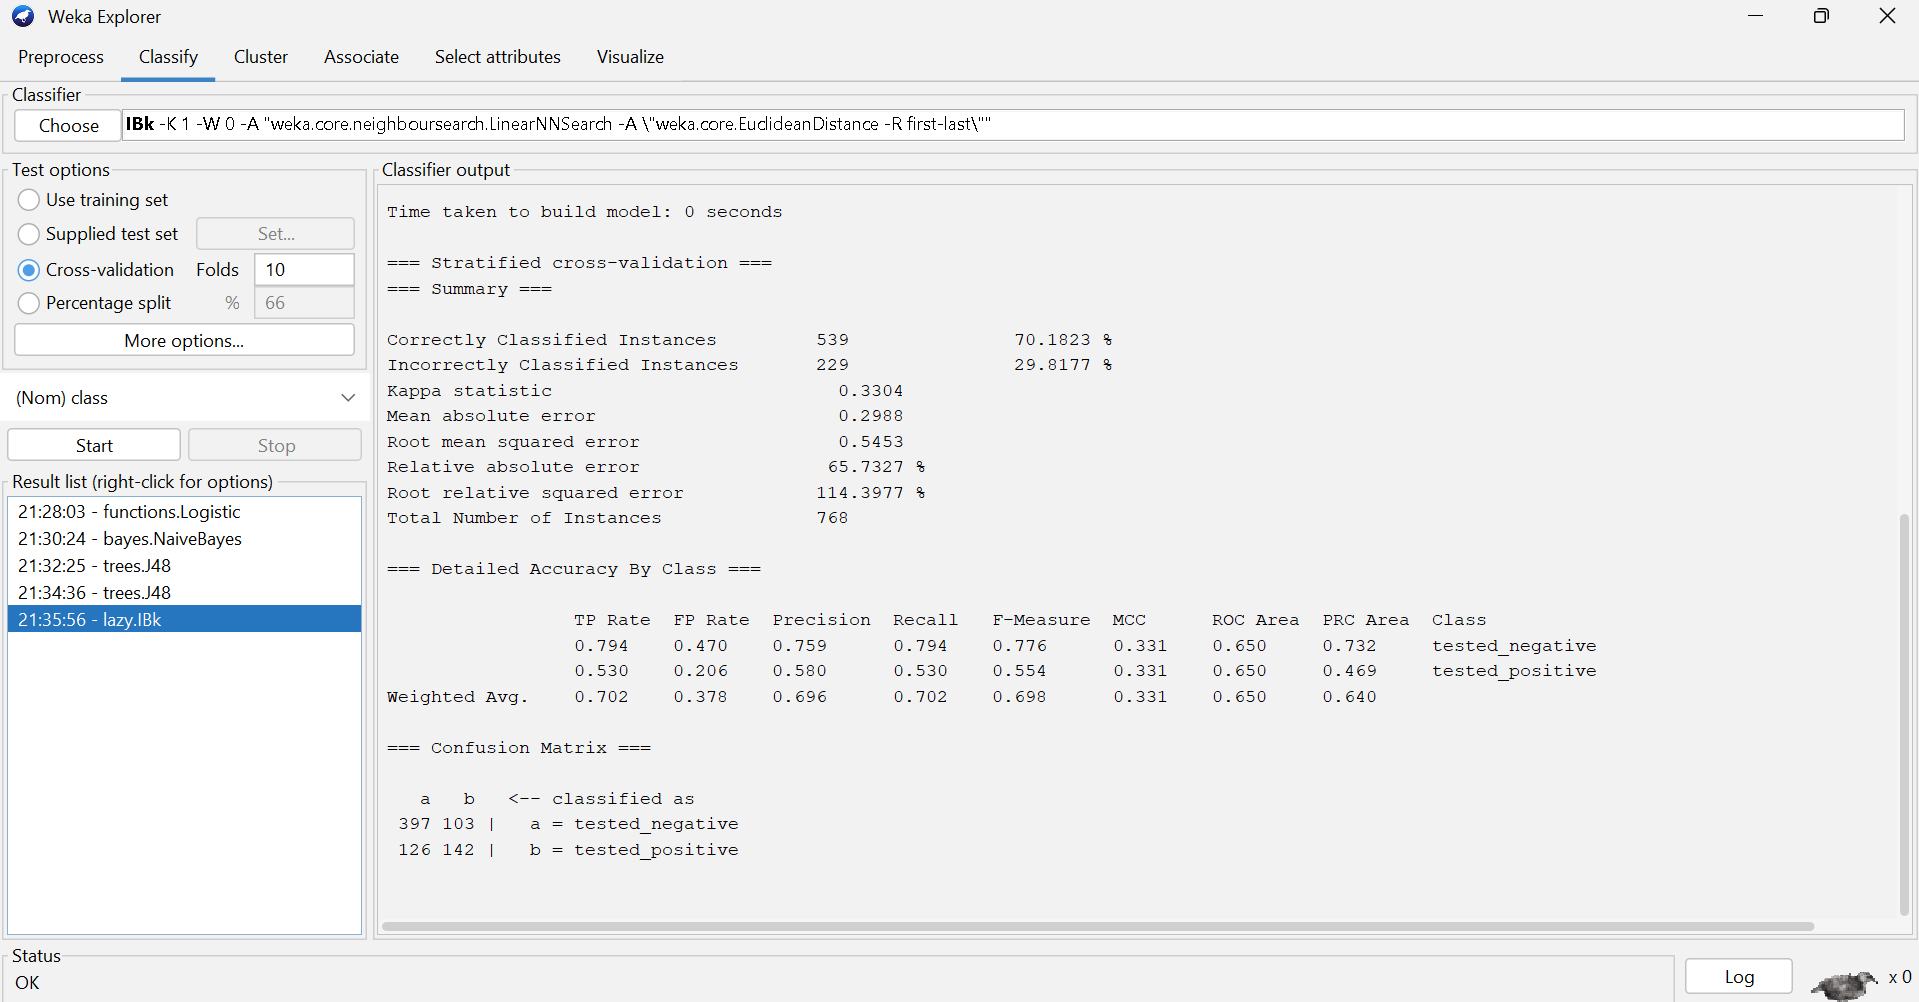 Weka Explorer
Preprocess Classify Cluster Associate Select attributes Visualize
Classifier
Choose IBk -K 1 -W 0 -A "weka.core.neighboursearch.LinearNNSearch -A \"weka.core.EuclideanDistance -R first-last\""
Test options
Use training set
Supplied test set Set...
Cross-validation Folds 10
Percentage split % 66
More options...
(Nom) class
Start Stop
Result list (right-click for options)
21:28:03 - functions.Logistic
21:30:24 - bayes.NaiveBayes
21:32:25 - trees.J48
21:34:36 - trees.J48
21:35:56 - lazy.IBk
Classifier output
Time taken to build model: 0 seconds
=== Stratified cross-validation ===
=== Summary ===
Correctly Classified Instances 539 70.1823 %
Incorrectly Classified Instances 229 29.8177 %
Kappa statistic 0.3304
Mean absolute error 0.2988
Root mean squared error 0.5453
Relative absolute error 65.7327 %
Root relative squared error 114.3977 %
Total Number of Instances 768
=== Detailed Accuracy By Class ===
TP Rate FP Rate Precision Recall F-Measure MCC ROC Area PRC Area Class
0.794 0.470 0.759 0.794 0.776 0.331 0.650 0.732 tested_negative
0.530 0.206 0.580 0.530 0.554 0.331 0.650 0.469 tested_positive
Weighted Avg. 0.702 0.378 0.696 0.702 0.698 0.331 0.650 0.640
=== Confusion Matrix ===
a b <-- classified as
397 103 | a = tested_negative
126 142 | b = tested_positive
Status
OK
Log x 0